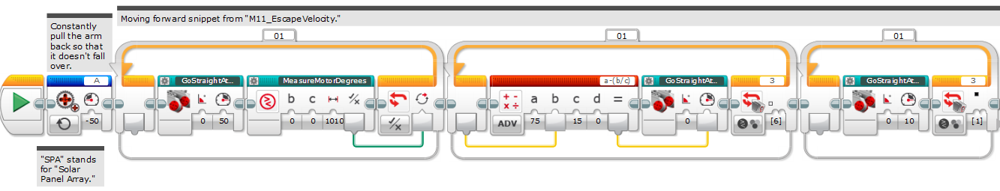 Moving forward snippet from "M11_EscapeVelocity."
Constantly
pull the arm
back so that
it doesn't fall
over.
01
01
01
A
GoStraightAt...
MeasureMotorDegrees
a-(b/c)
GoStraightAt...
3
GoStraightAt...
3
b c
a b c d =
-50
0 50
0 0 1010
ADV
75 15 0
0
[6]
0 10
[1]
"SPA" stands
for "Solar
Panel Array."